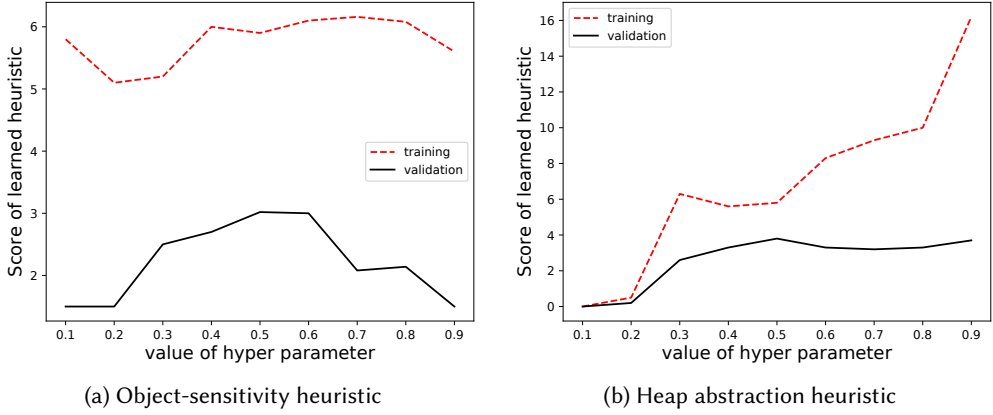 6
5
4
3
2
Score of learned heuristic
training
validation
0.1 0.2 0.3 0.4 0.5 0.6 0.7 0.8 0.9
value of hyper parameter
(a) Object-sensitivity heuristic
16
14
12
10
8
6
4
2
0
Score of learned heuristic
training
validation
0.1 0.2 0.3 0.4 0.5 0.6 0.7 0.8 0.9
value of hyper parameter
(b) Heap abstraction heuristic